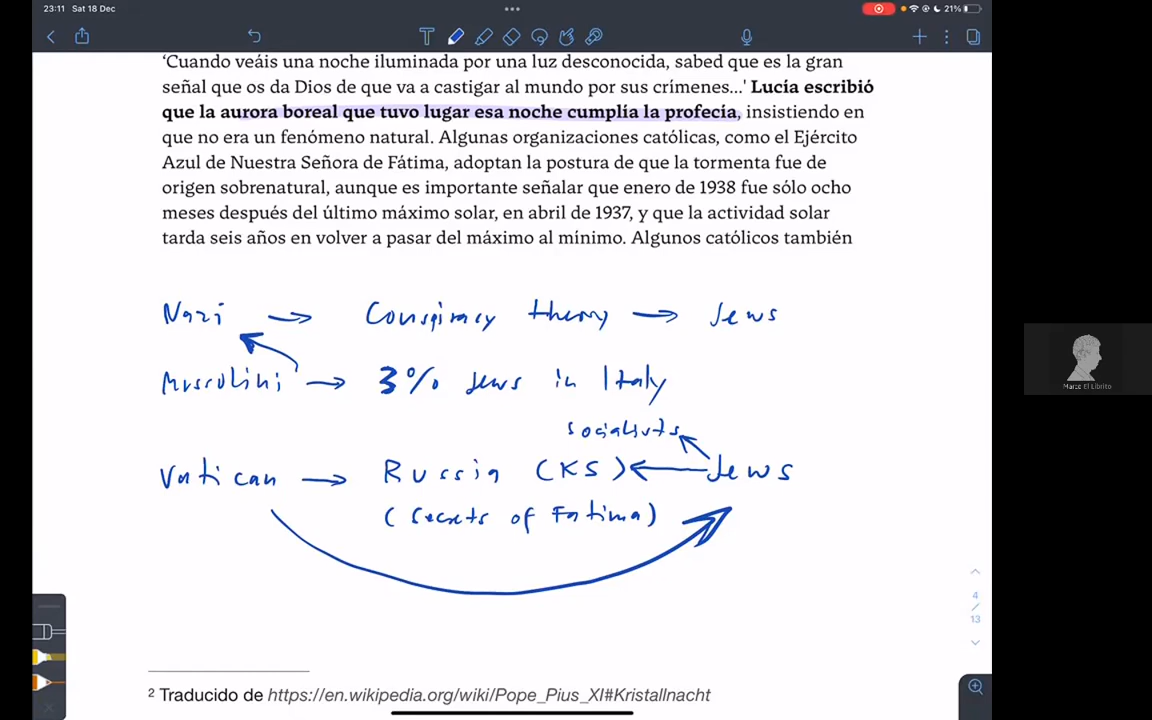 23:11 Sat 18 Dec
21%
‘Cuando veáis una noche iluminada por una luz desconocida, sabed que es la gran
señal que os da Dios de que va a castigar al mundo por sus crímenes...’ Lucía escribió
que la aurora boreal que tuvo lugar esa noche cumplía la profecía, insistiendo en
que no era un fenómeno natural. Algunas organizaciones católicas, como el Ejército
Azul de Nuestra Señora de Fátima, adoptan la postura de que la tormenta fue de
origen sobrenatural, aunque es importante señalar que enero de 1938 fue sólo ocho
meses después del último máximo solar, en abril de 1937, y que la actividad solar
tarda seis años en volver a pasar del máximo al mínimo. Algunos católicos también
Nazi → Conspiracy theory → Jews
Mussolini → 3% Jews in Italy
socialists
Vatican → Russia (KS) ← Jews
(Secrets of Fatima)
4
/
13
² Traducido de https://en.wikipedia.org/wiki/Pope_Pius_XI#Kristallnacht
Marco El Librito